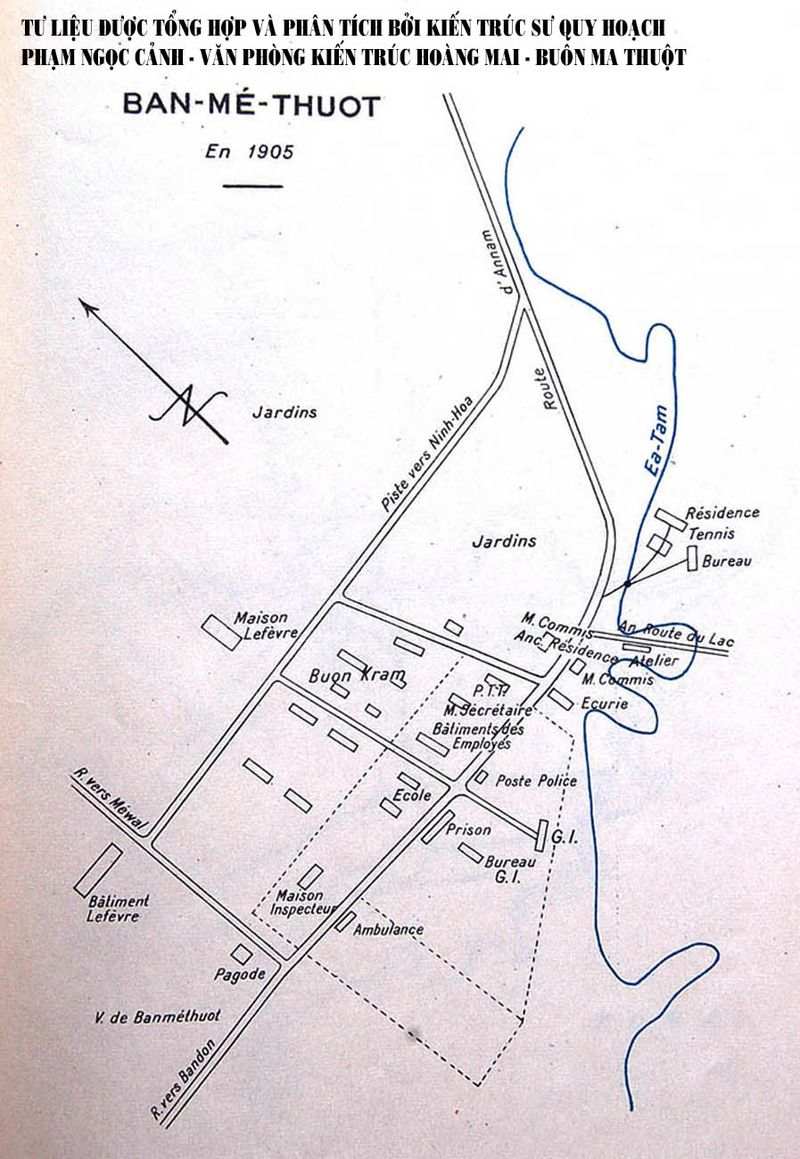 TƯ LIỆU ĐƯỢC TỔNG HỢP VÀ PHÂN TÍCH BỞI KIẾN TRÚC SƯ QUY HOẠCH
PHẠM NGỌC CẢNH - VĂN PHÒNG KIẾN TRÚC HOÀNG MAI - BUÔN MA THUỘT
BAN-MÉ-THUOT
En 1905
Route d'Annam
N
Jardins
Piste vers Ninh-Hoa
Ea-Tam
Résidence
Tennis
Jardins
Bureau
Maison
Lefèvre
M. Commis
An. Route du Lac
Anc. Résidence
Atelier
M. Commis
Buon Kram
P.T.T.
M. Secrétaire
Ecurie
Bâtiments des
Employés
Poste Police
R. vers Méwal
Ecole
Prison
G.I.
Bureau
G.I.
Bâtiment
Lefèvre
Maison
Inspecteur
Ambulance
Pagode
V. de Banméthuot
R. vers Bandon